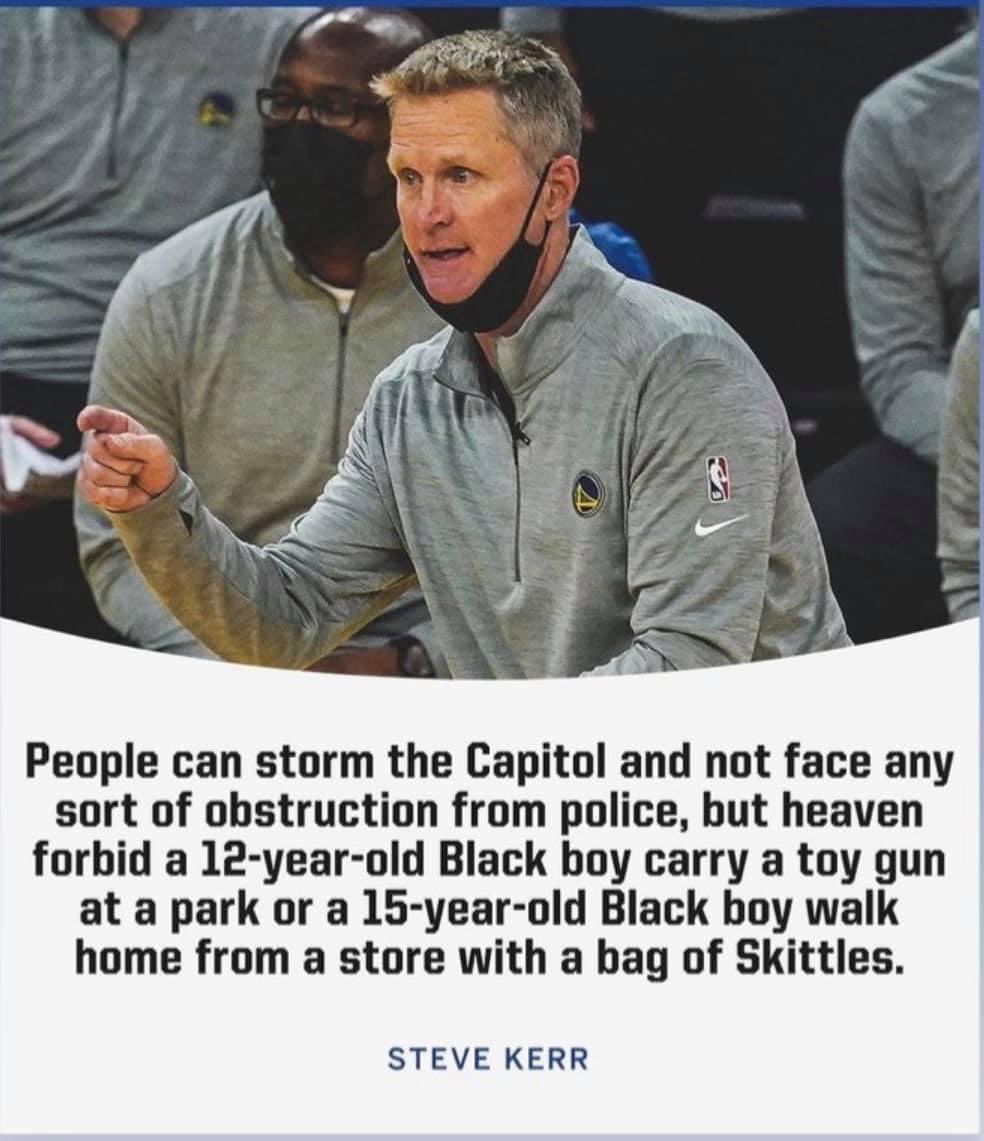 People can storm the Capitol and not face any
sort of obstruction from police, but heaven
forbid a 12-year-old Black boy carry a toy gun
at a park or a 15-year-old Black boy walk
home from a store with a bag of Skittles.
STEVE KERR